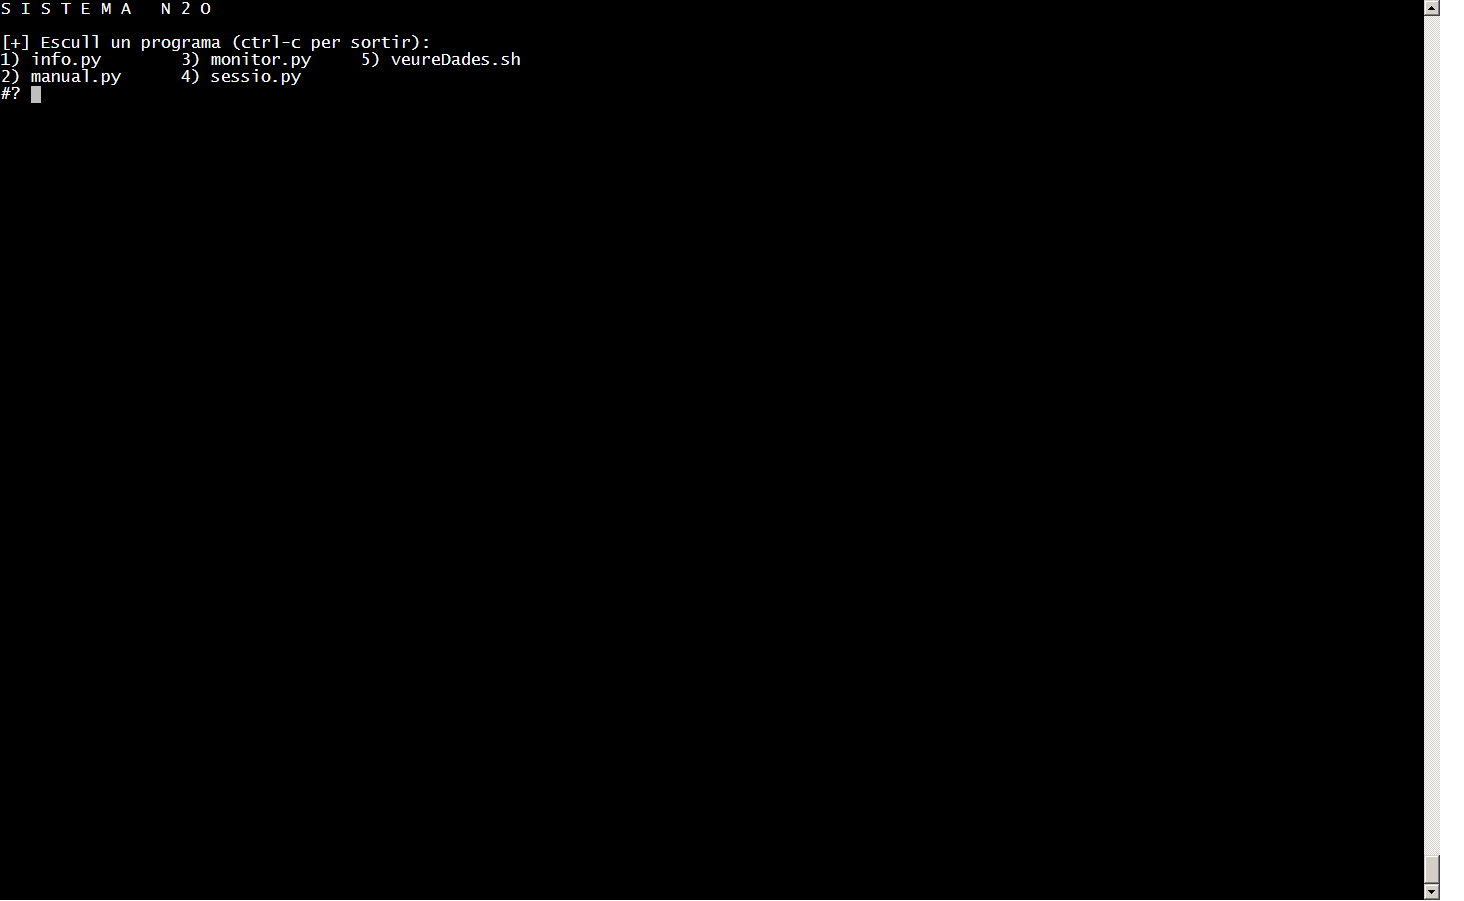 S I S T E M A   N 2 O
[+] Escull un programa (ctrl-c per sortir):
1) info.py        3) monitor.py     5) veureDades.sh
2) manual.py      4) sessio.py
#?